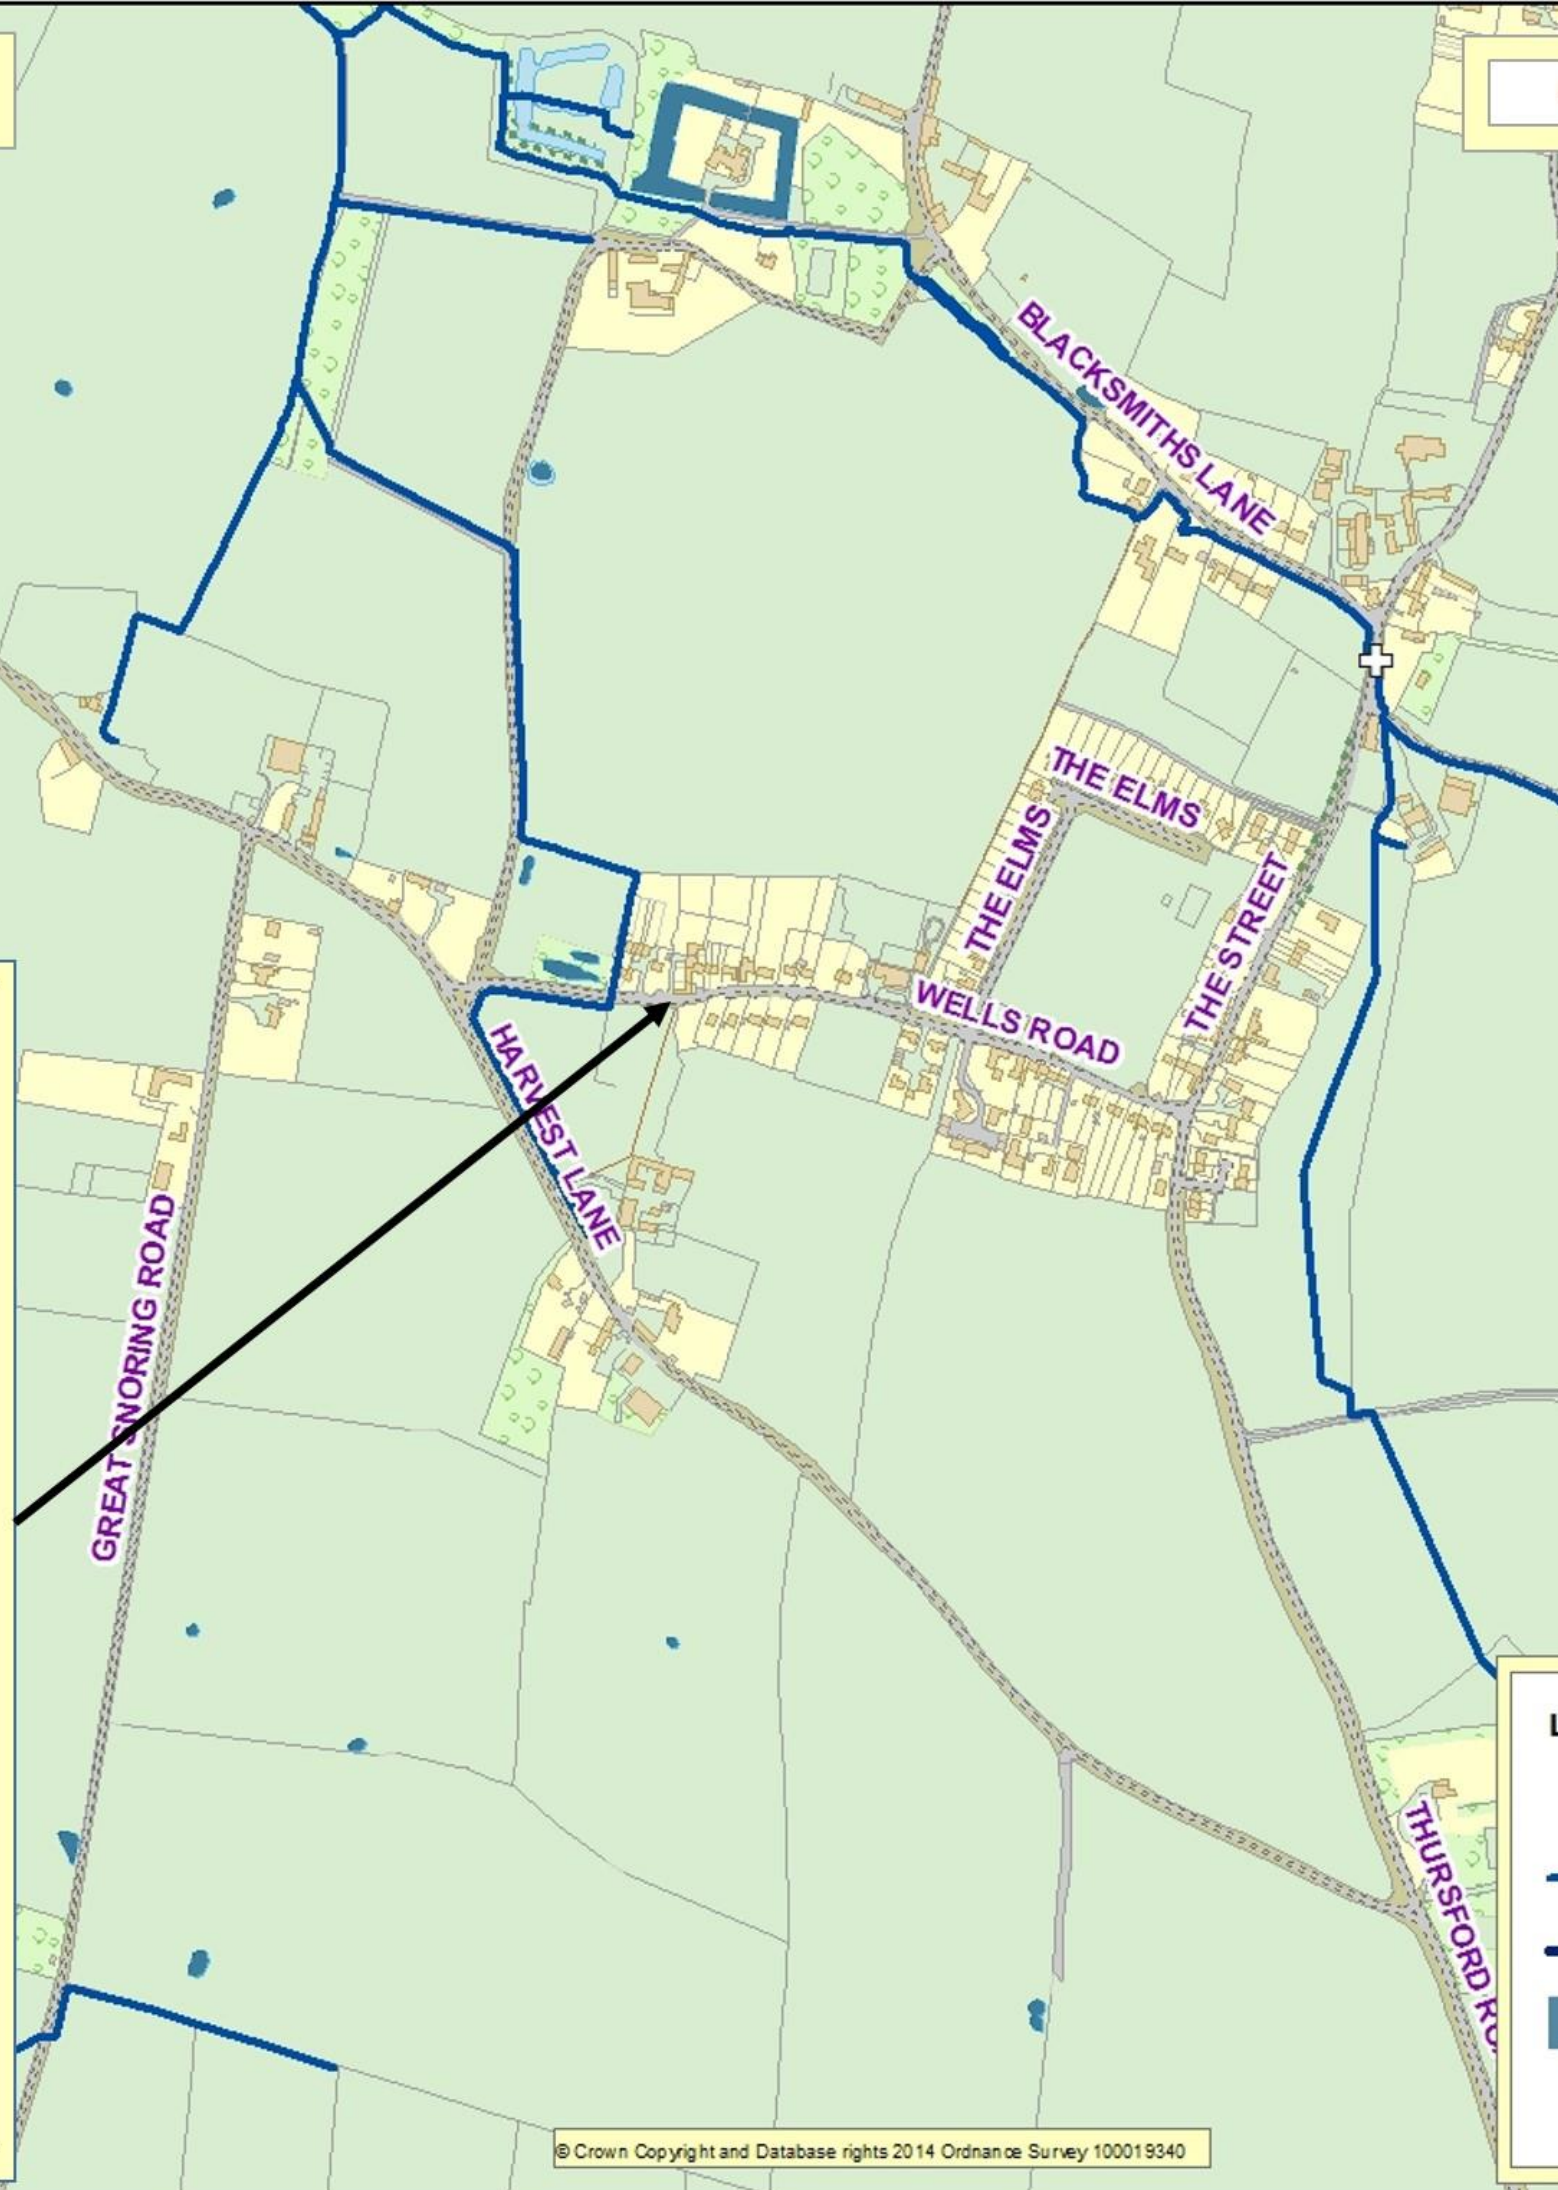 BLACKSMITHS LANE
THE ELMS
THE ELMS
THE STREET
WELLS ROAD
HARVEST LANE
GREAT SNORING ROAD
THURSFORD
© Crown Copyright and Database rights 2014 Ordnance Survey 100019340